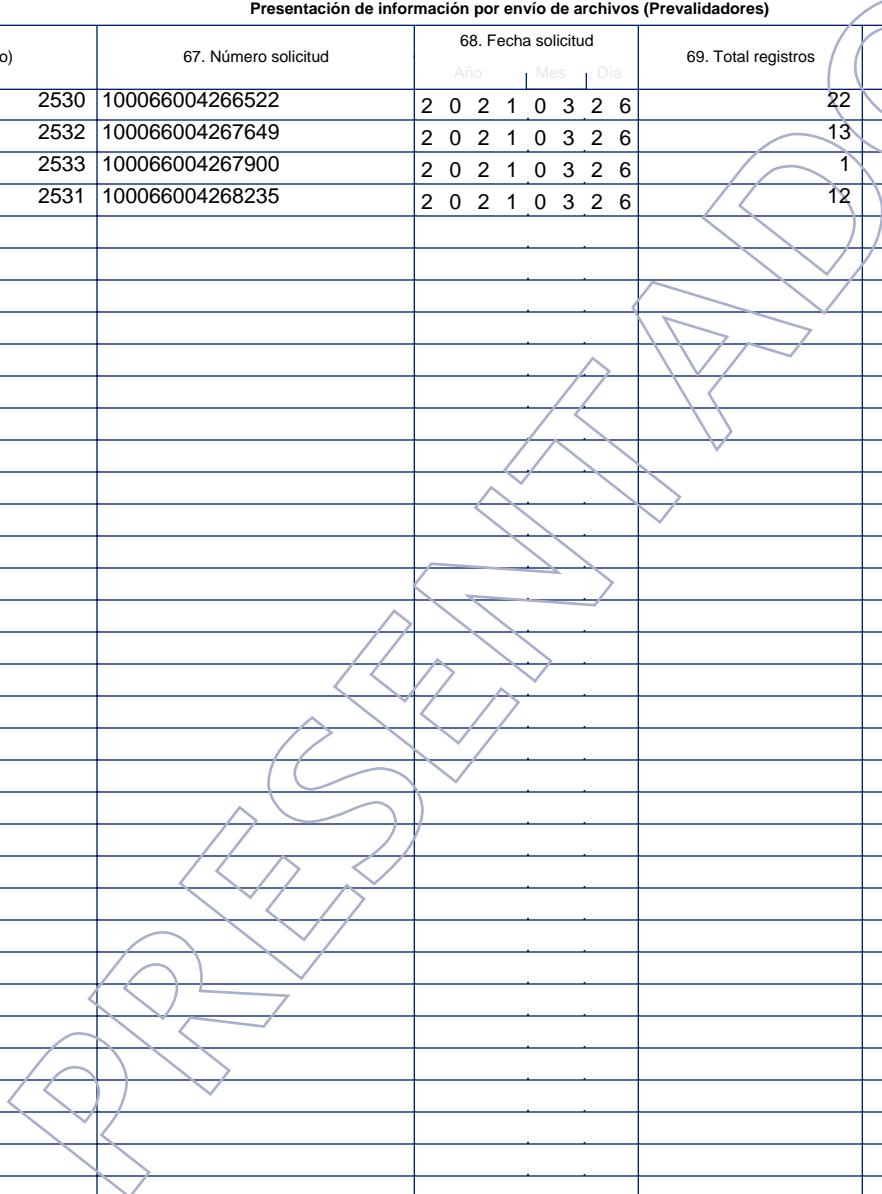 Presentación de información por envío de archivos (Prevalidadores)
o) 67. Número solicitud 68. Fecha solicitud 69. Total registros
Año Mes Día
2530 100066004266522 2 0 2 1 0 3 2 6 22
2532 100066004267649 2 0 2 1 0 3 2 6 13
2533 100066004267900 2 0 2 1 0 3 2 6 1
2531 100066004268235 2 0 2 1 0 3 2 6 12
PRESENTADO